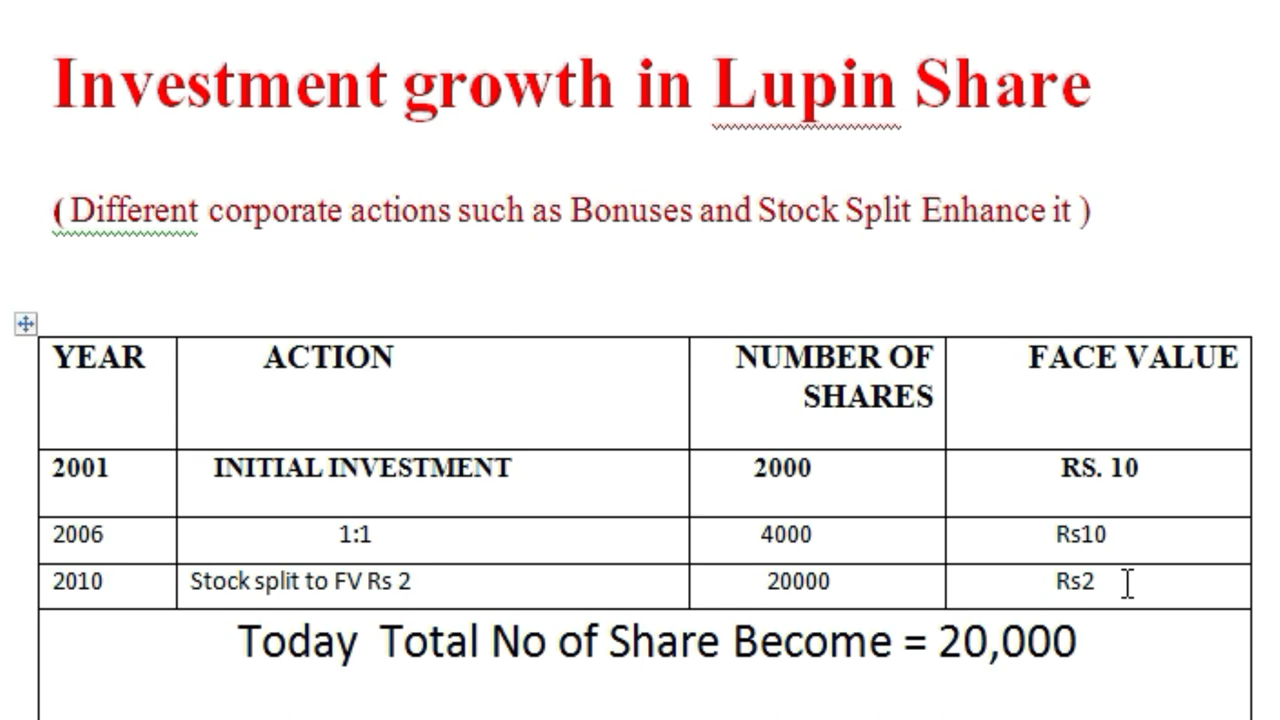 Investment growth in Lupin Share
( Different corporate actions such as Bonuses and Stock Split Enhance it )
YEAR ACTION NUMBER OF SHARES FACE VALUE
2001 INITIAL INVESTMENT 2000 RS. 10
2006 1:1 4000 Rs10
2010 Stock split to FV Rs 2 20000 Rs2
Today Total No of Share Become = 20,000